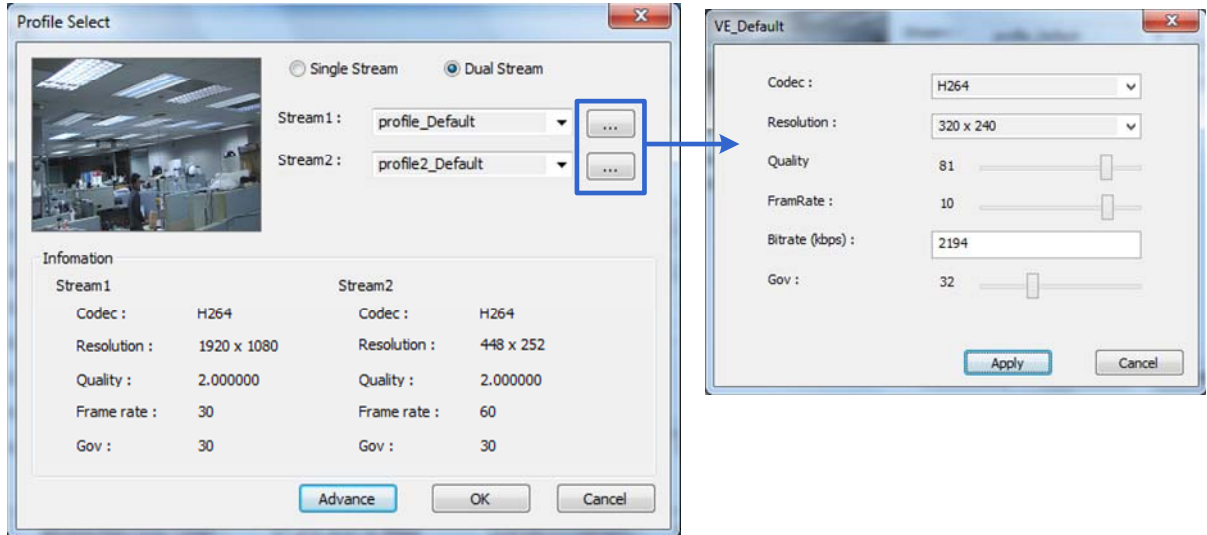 Profile Select
Single Stream Dual Stream
Stream1 : profile_Default ...
Stream2 : profile2_Default ...
Infomation
Stream1 Stream2
Codec : H264 Codec : H264
Resolution : 1920 x 1080 Resolution : 448 x 252
Quality : 2.000000 Quality : 2.000000
Frame rate : 30 Frame rate : 60
Gov : 30 Gov : 30
Advance OK Cancel
VE_Default
Codec : H264
Resolution : 320 x 240
Quality 81
FramRate : 10
Bitrate (kbps) : 2194
Gov : 32
Apply Cancel